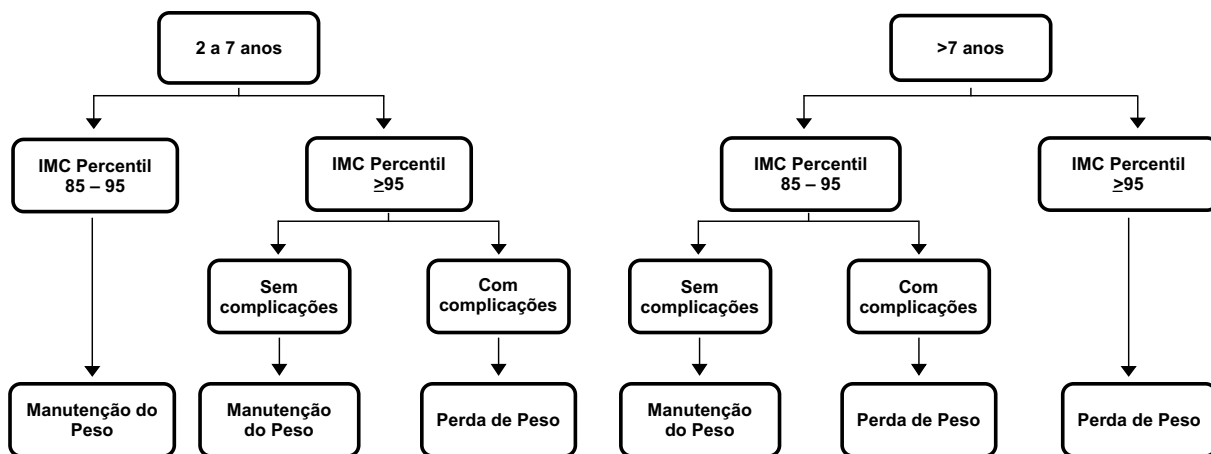 2 a 7 anos
>7 anos
IMC Percentil
85 – 95
IMC Percentil
≥95
IMC Percentil
85 – 95
IMC Percentil
≥95
Sem
complicações
Com
complicações
Sem
complicações
Com
complicações
Manutenção do
Peso
Manutenção
do Peso
Perda de Peso
Manutenção
do Peso
Perda de Peso
Perda de Peso